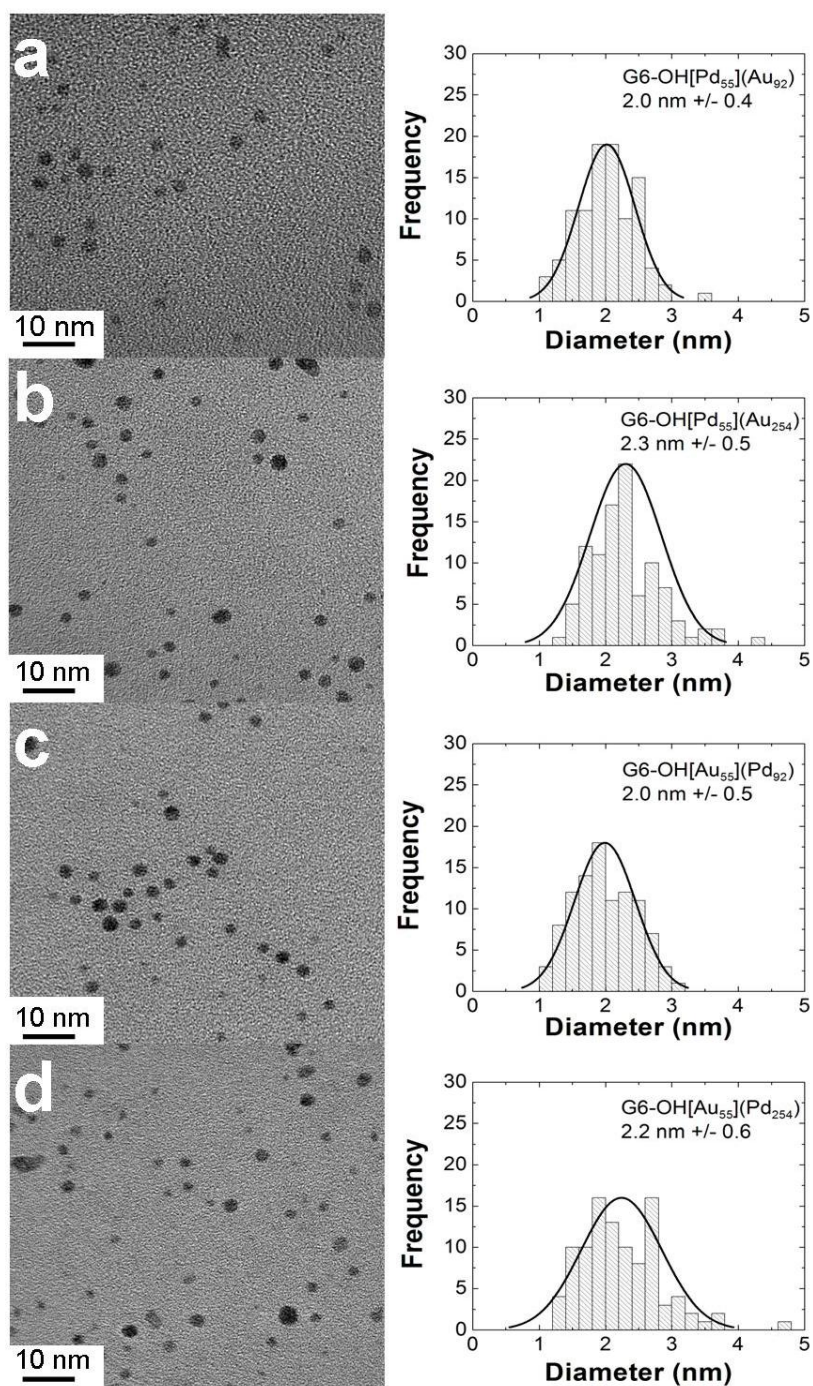 a
10 nm
30
25
20
15
10
5
0
Frequency
G6-OH[Pd₅₅](Au₉₂)
2.0 nm +/- 0.4
0 1 2 3 4 5
Diameter (nm)
b
10 nm
30
25
20
15
10
5
0
Frequency
G6-OH[Pd₅₅](Au₂₅₄)
2.3 nm +/- 0.5
0 1 2 3 4 5
Diameter (nm)
c
10 nm
30
25
20
15
10
5
0
Frequency
G6-OH[Au₅₅](Pd₉₂)
2.0 nm +/- 0.5
0 1 2 3 4 5
Diameter (nm)
d
10 nm
30
25
20
15
10
5
0
Frequency
G6-OH[Au₅₅](Pd₂₅₄)
2.2 nm +/- 0.6
0 1 2 3 4 5
Diameter (nm)